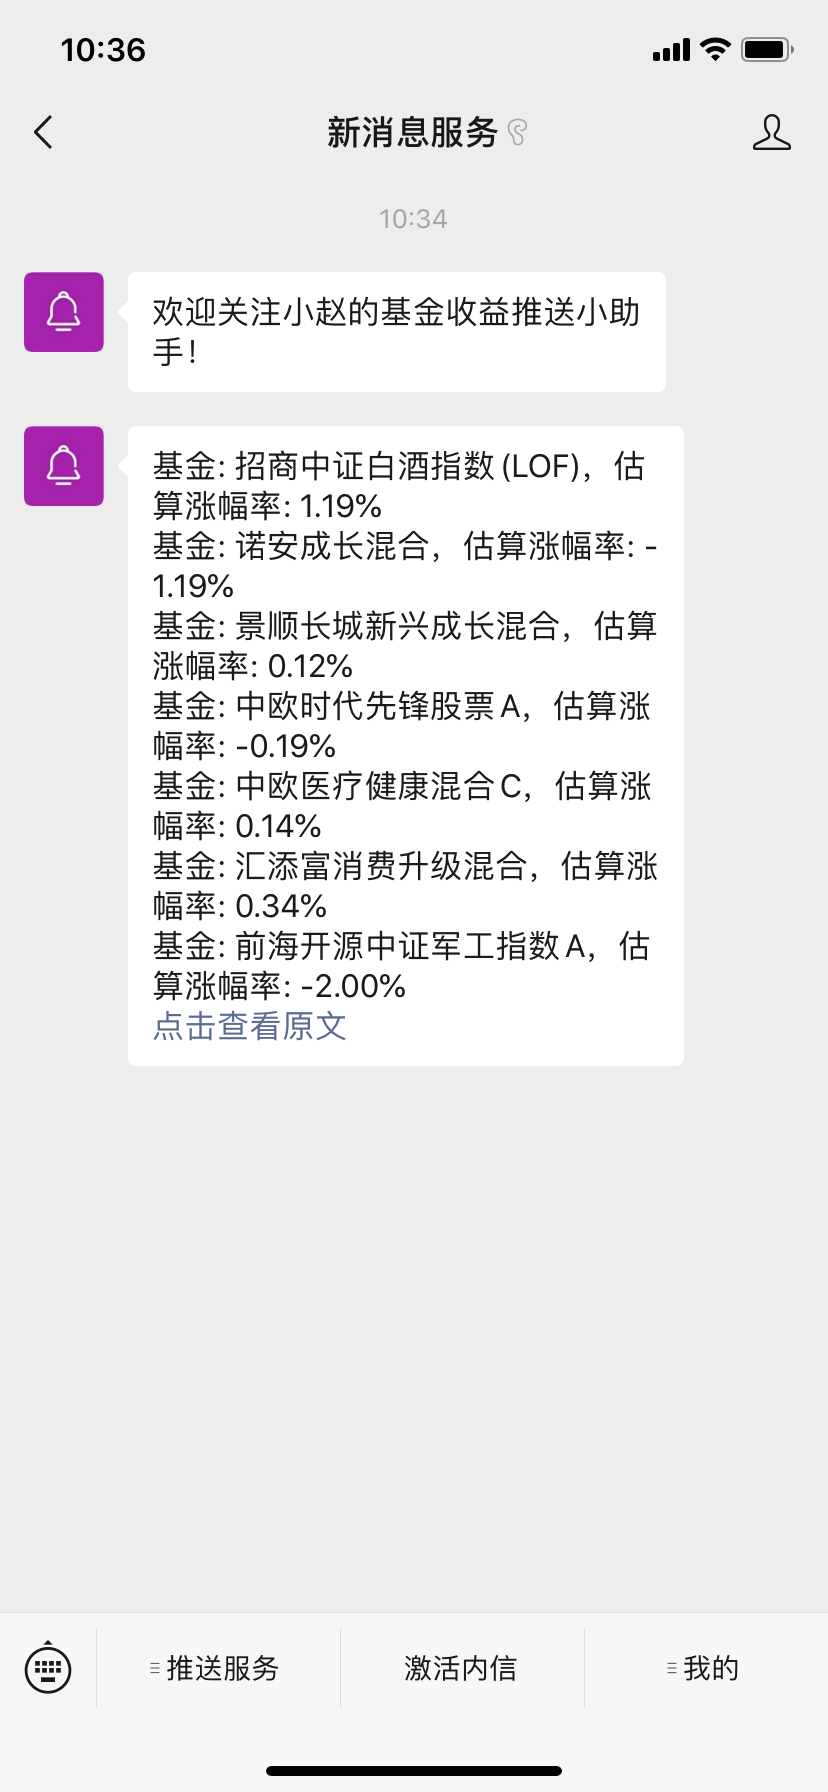 10:36
新消息服务
10:34
欢迎关注小赵的基金收益推送小助
手！
基金: 招商中证白酒指数(LOF)，估
算涨幅率: 1.19%
基金: 诺安成长混合，估算涨幅率: -
1.19%
基金: 景顺长城新兴成长混合，估算
涨幅率: 0.12%
基金: 中欧时代先锋股票A，估算涨
幅率: -0.19%
基金: 中欧医疗健康混合C，估算涨
幅率: 0.14%
基金: 汇添富消费升级混合，估算涨
幅率: 0.34%
基金: 前海开源中证军工指数A，估
算涨幅率: -2.00%
点击查看原文
推送服务
激活内信
我的